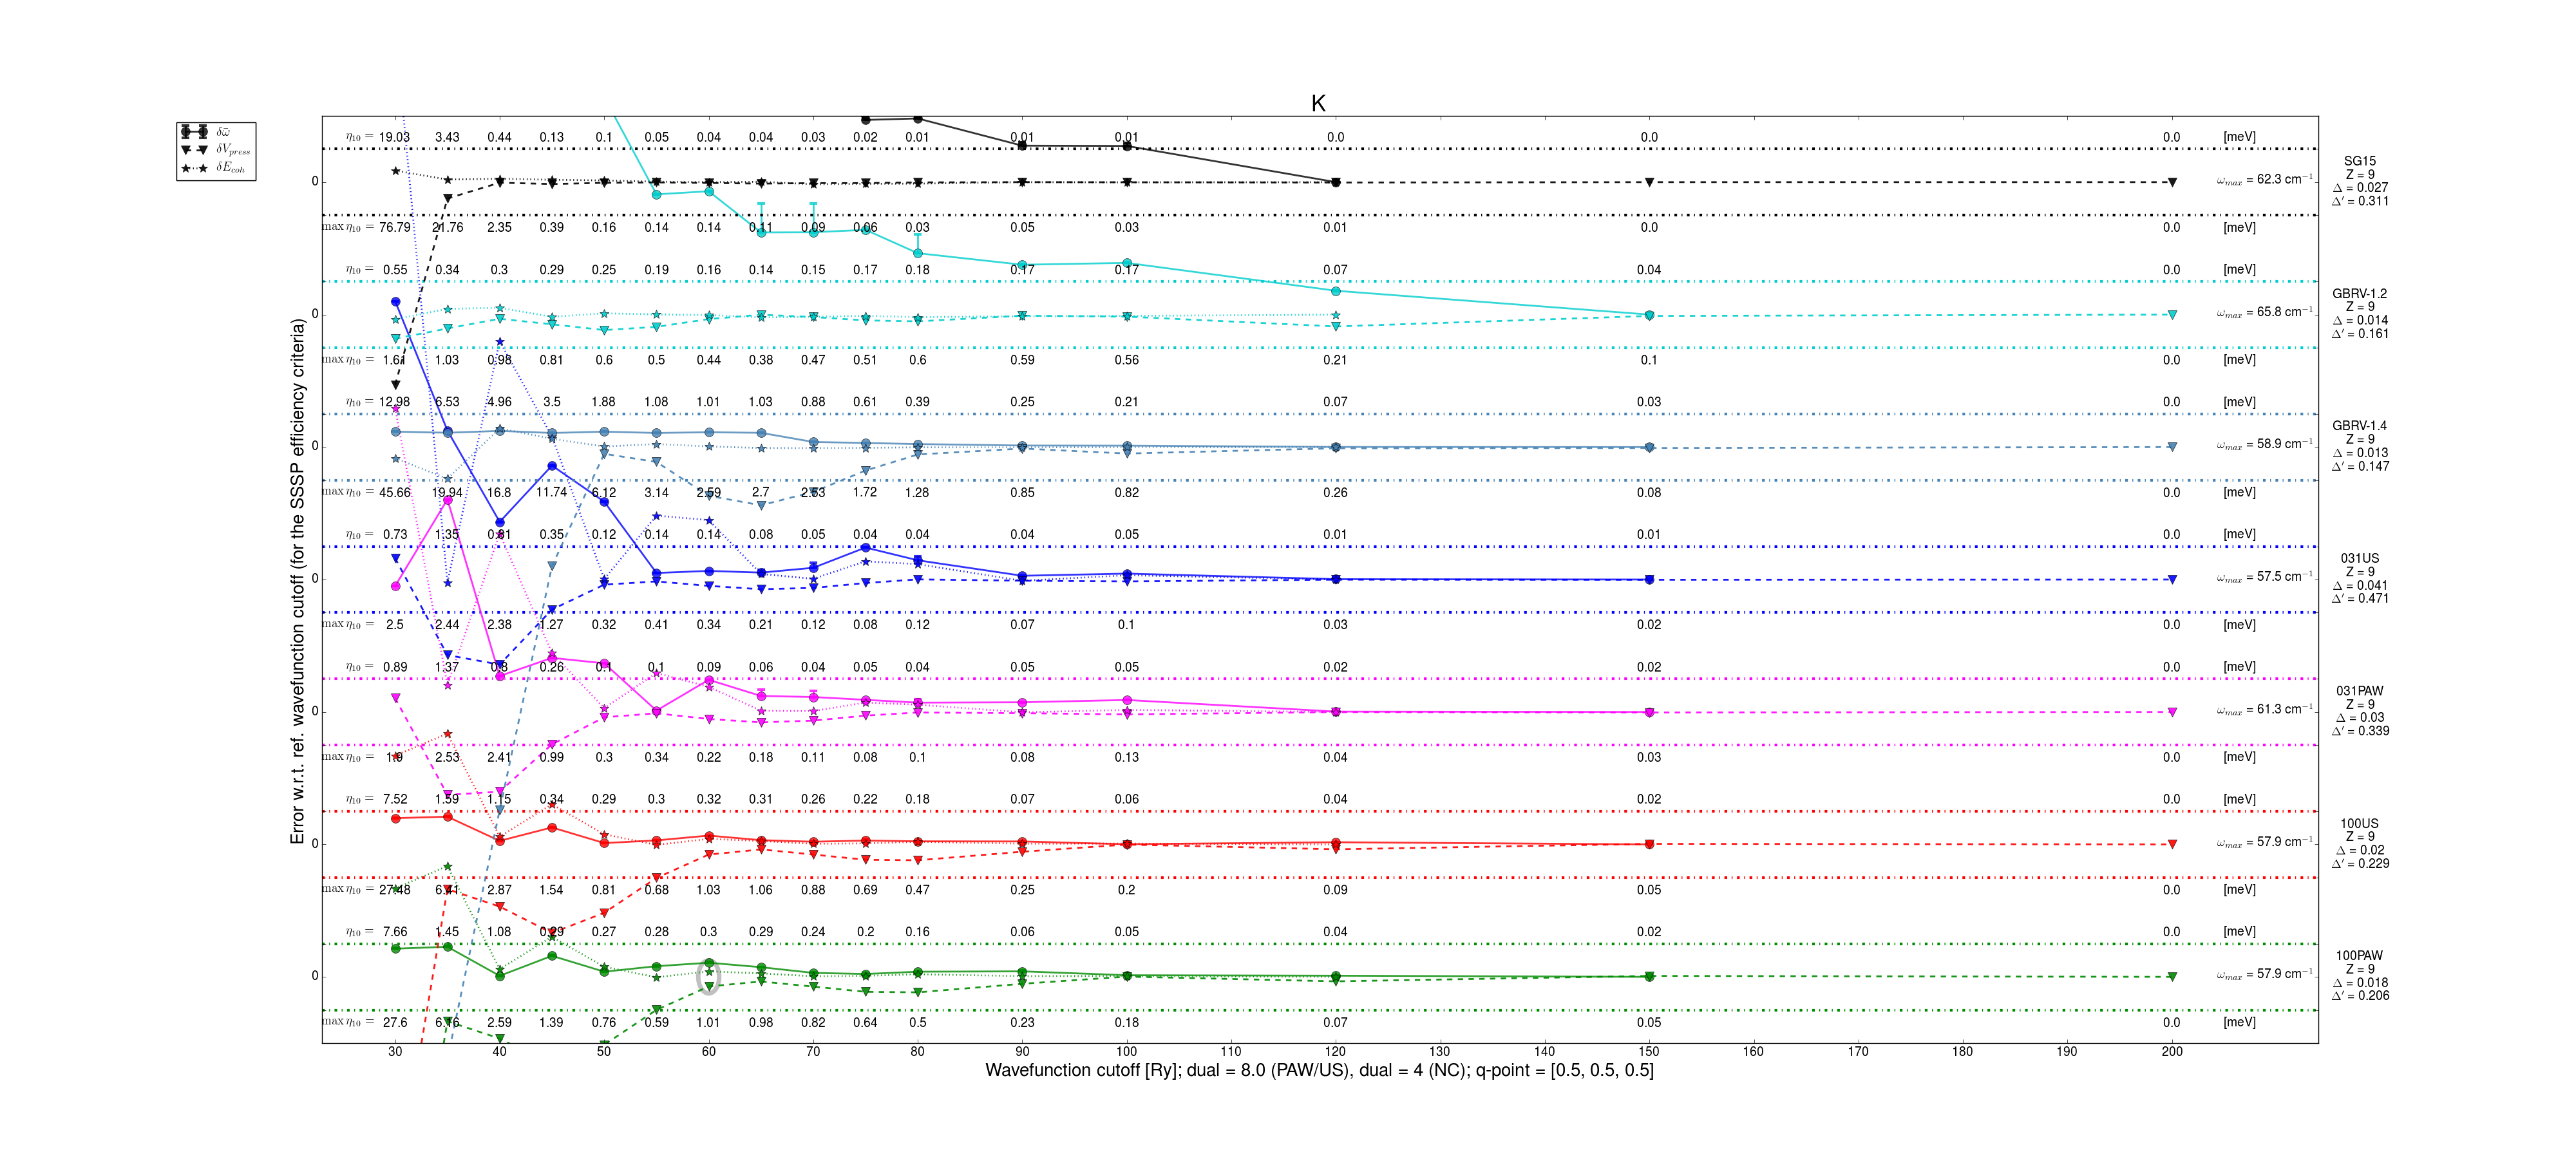 K
δω̄
δV_press
δE_coh
Error w.r.t. ref. wavefunction cutoff (for the SSSP efficiency criteria)
η₁₀ = 19.03 3.43 0.44 0.13 0.1 0.05 0.04 0.04 0.03 0.02 0.01 0.01 0.01 0.0 0.0 0.0 [meV]
0
ω_max = 62.3 cm⁻¹
SG15
Z = 9
Δ = 0.027
Δ′ = 0.311
max η₁₀ = 76.79 21.76 2.35 0.39 0.16 0.14 0.14 0.11 0.09 0.06 0.03 0.05 0.03 0.01 0.0 0.0 [meV]
η₁₀ = 0.55 0.34 0.3 0.29 0.25 0.19 0.16 0.14 0.15 0.17 0.18 0.17 0.17 0.07 0.04 0.0 [meV]
0
ω_max = 65.8 cm⁻¹
GBRV-1.2
Z = 9
Δ = 0.014
Δ′ = 0.161
max η₁₀ = 1.61 1.03 0.98 0.81 0.6 0.5 0.44 0.38 0.47 0.51 0.6 0.59 0.56 0.21 0.1 0.0 [meV]
η₁₀ = 12.98 6.53 4.96 3.5 1.88 1.08 1.01 1.03 0.88 0.61 0.39 0.25 0.21 0.07 0.03 0.0 [meV]
0
ω_max = 58.9 cm⁻¹
GBRV-1.4
Z = 9
Δ = 0.013
Δ′ = 0.147
max η₁₀ = 45.66 19.94 16.8 11.74 6.12 3.14 2.59 2.7 2.53 1.72 1.28 0.85 0.82 0.26 0.08 0.0 [meV]
η₁₀ = 0.73 1.35 0.81 0.35 0.12 0.14 0.14 0.08 0.05 0.04 0.04 0.04 0.05 0.01 0.01 0.0 [meV]
0
ω_max = 57.5 cm⁻¹
031US
Z = 9
Δ = 0.041
Δ′ = 0.471
max η₁₀ = 2.5 2.44 2.38 1.27 0.32 0.41 0.34 0.21 0.12 0.08 0.12 0.07 0.1 0.03 0.02 0.0 [meV]
η₁₀ = 0.89 1.37 0.8 0.26 0.1 0.1 0.09 0.06 0.04 0.05 0.04 0.05 0.05 0.02 0.02 0.0 [meV]
0
ω_max = 61.3 cm⁻¹
031PAW
Z = 9
Δ = 0.03
Δ′ = 0.339
max η₁₀ = 1.9 2.53 2.41 0.99 0.3 0.34 0.22 0.18 0.11 0.08 0.1 0.08 0.13 0.04 0.03 0.0 [meV]
η₁₀ = 7.52 1.59 1.15 0.34 0.29 0.3 0.32 0.31 0.26 0.22 0.18 0.07 0.06 0.04 0.02 0.0 [meV]
0
ω_max = 57.9 cm⁻¹
100US
Z = 9
Δ = 0.02
Δ′ = 0.229
max η₁₀ = 27.48 2.87 1.54 0.81 0.68 1.03 1.06 0.88 0.69 0.47 0.25 0.2 0.09 0.05 0.0 [meV]
η₁₀ = 7.66 1.45 1.08 0.29 0.27 0.28 0.3 0.29 0.24 0.2 0.16 0.06 0.05 0.04 0.02 0.0 [meV]
0
ω_max = 57.9 cm⁻¹
100PAW
Z = 9
Δ = 0.018
Δ′ = 0.206
max η₁₀ = 27.6 2.59 1.39 0.76 0.59 1.01 0.98 0.82 0.64 0.5 0.23 0.18 0.07 0.05 0.0 [meV]
30 40 50 60 70 80 90 100 110 120 130 140 150 160 170 180 190 200
Wavefunction cutoff [Ry]; dual = 8.0 (PAW/US), dual = 4 (NC); q-point = [0.5, 0.5, 0.5]